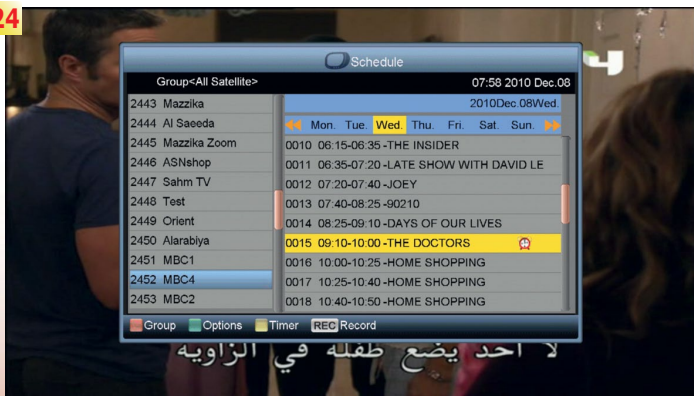 24
Schedule
Group<All Satellite>
07:58 2010 Dec.08
2443 Mazzika
2444 Al Saeeda
2445 Mazzika Zoom
2446 ASNshop
2447 Sahm TV
2448 Test
2449 Orient
2450 Alarabiya
2451 MBC1
2452 MBC4
2453 MBC2
2010Dec.08Wed.
Mon. Tue. Wed. Thu. Fri. Sat. Sun.
0010 06:15-06:35 -THE INSIDER
0011 06:35-07:20 -LATE SHOW WITH DAVID LE
0012 07:20-07:40 -JOEY
0013 07:40-08:25 -90210
0014 08:25-09:10 -DAYS OF OUR LIVES
0015 09:10-10:00 -THE DOCTORS
0016 10:00-10:25 -HOME SHOPPING
0017 10:25-10:40 -HOME SHOPPING
0018 10:40-10:50 -HOME SHOPPING
Group Options Timer REC Record
لا أحد يضع طفله في الزاويه